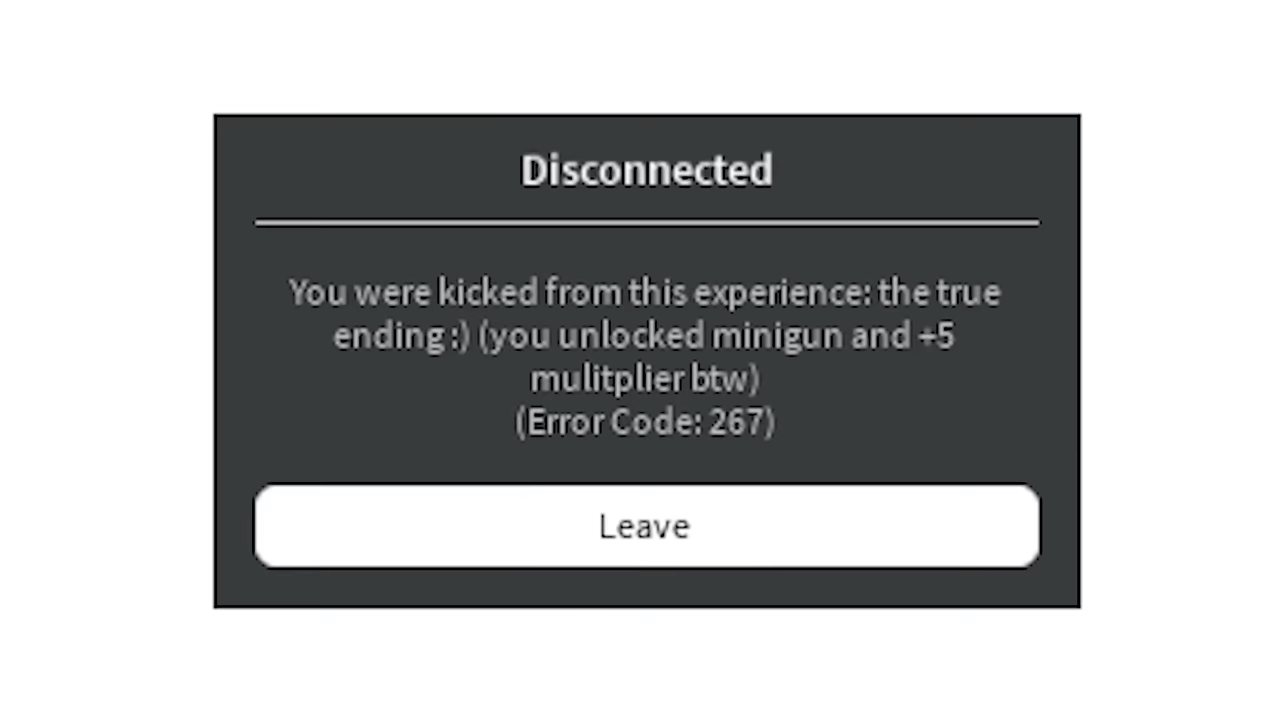 Disconnected
You were kicked from this experience: the true
ending :) (you unlocked minigun and +5
mulitplier btw)
(Error Code: 267)
Leave